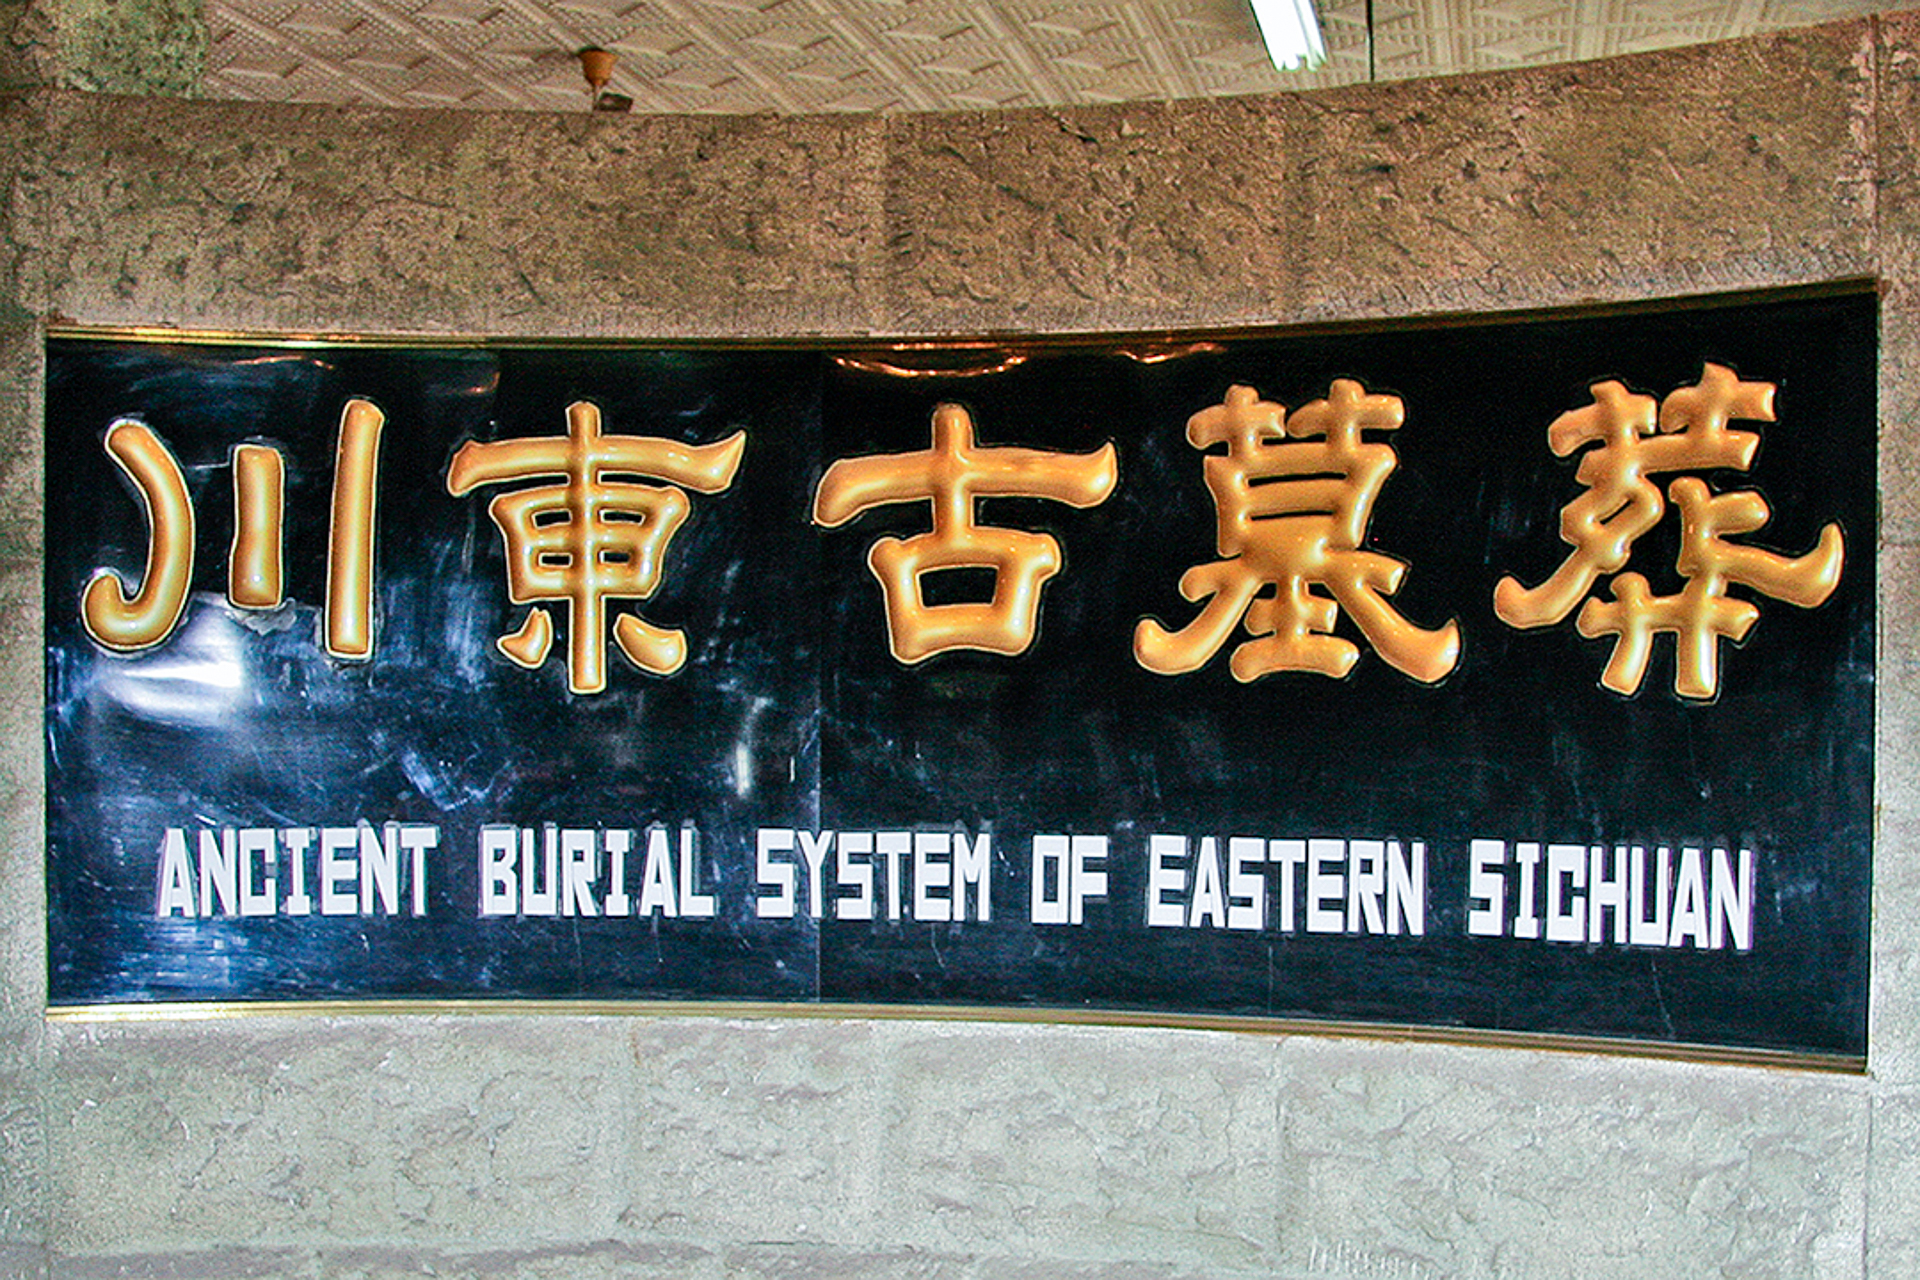 川東古墓葬
ANCIENT BURIAL SYSTEM OF EASTERN SICHUAN